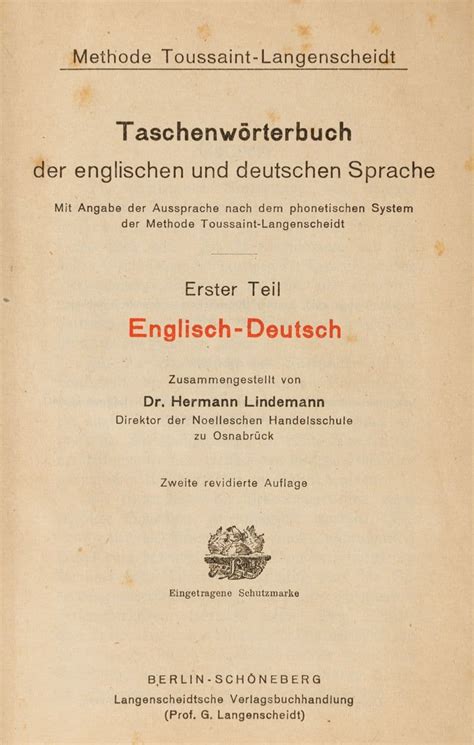 Methode Toussaint-Langenscheidt
Taschenwörterbuch
der englischen und deutschen Sprache
Mit Angabe der Aussprache nach dem phonetischen System
der Methode Toussaint-Langenscheidt
Erster Teil
Englisch-Deutsch
Zusammengestellt von
Dr. Hermann Lindemann
Direktor der Noelleschen Handelsschule
zu Osnabrück
Zweite revidierte Auflage
Eingetragene Schutzmarke
BERLIN-SCHÖNEBERG
Langenscheidtsche Verlagsbuchhandlung
(Prof. G. Langenscheidt)